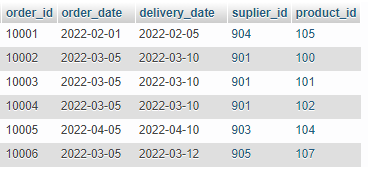 order_id order_date delivery_date suplier_id product_id
10001 2022-02-01 2022-02-05 904 105
10002 2022-03-05 2022-03-10 901 100
10003 2022-03-05 2022-03-10 901 101
10004 2022-03-05 2022-03-10 901 102
10005 2022-04-05 2022-04-10 903 104
10006 2022-03-05 2022-03-12 905 107